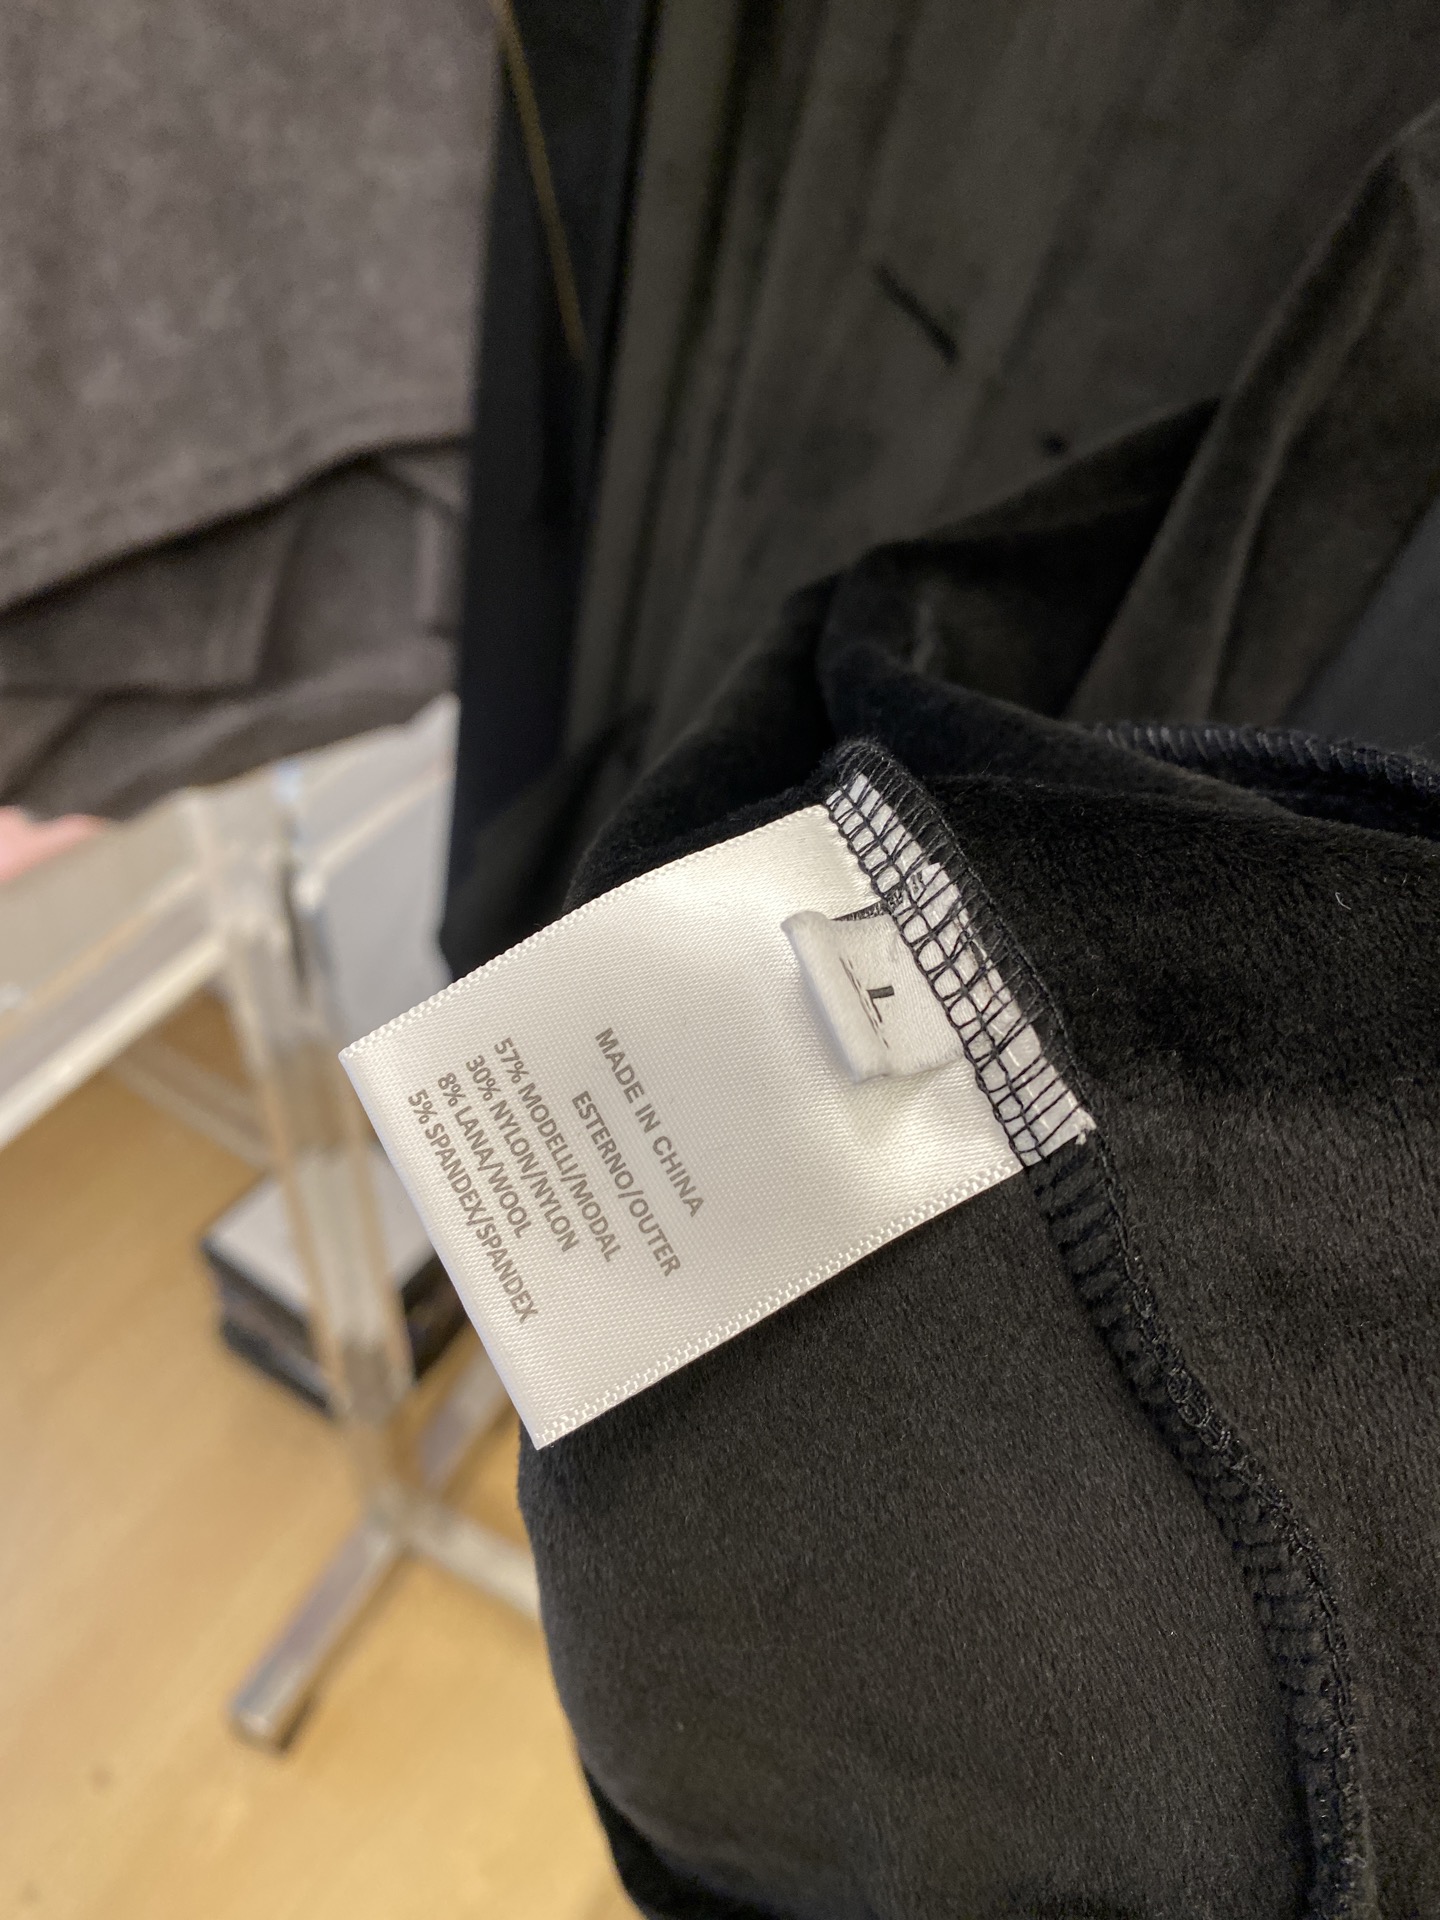 L
MADE IN CHINA
ESTERNO/OUTER
57% MODELLI/MODAL
30% NYLON/NYLON
8% LANA/WOOL
5% SPANDEX/SPANDEX